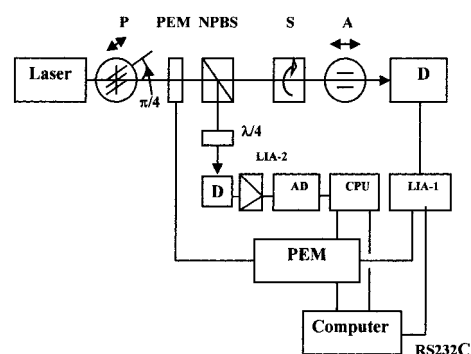 P PEM NPBS S A
Laser
D
π/4
λ/4
LIA-2
D
AD
CPU
LIA-1
PEM
Computer
RS232C